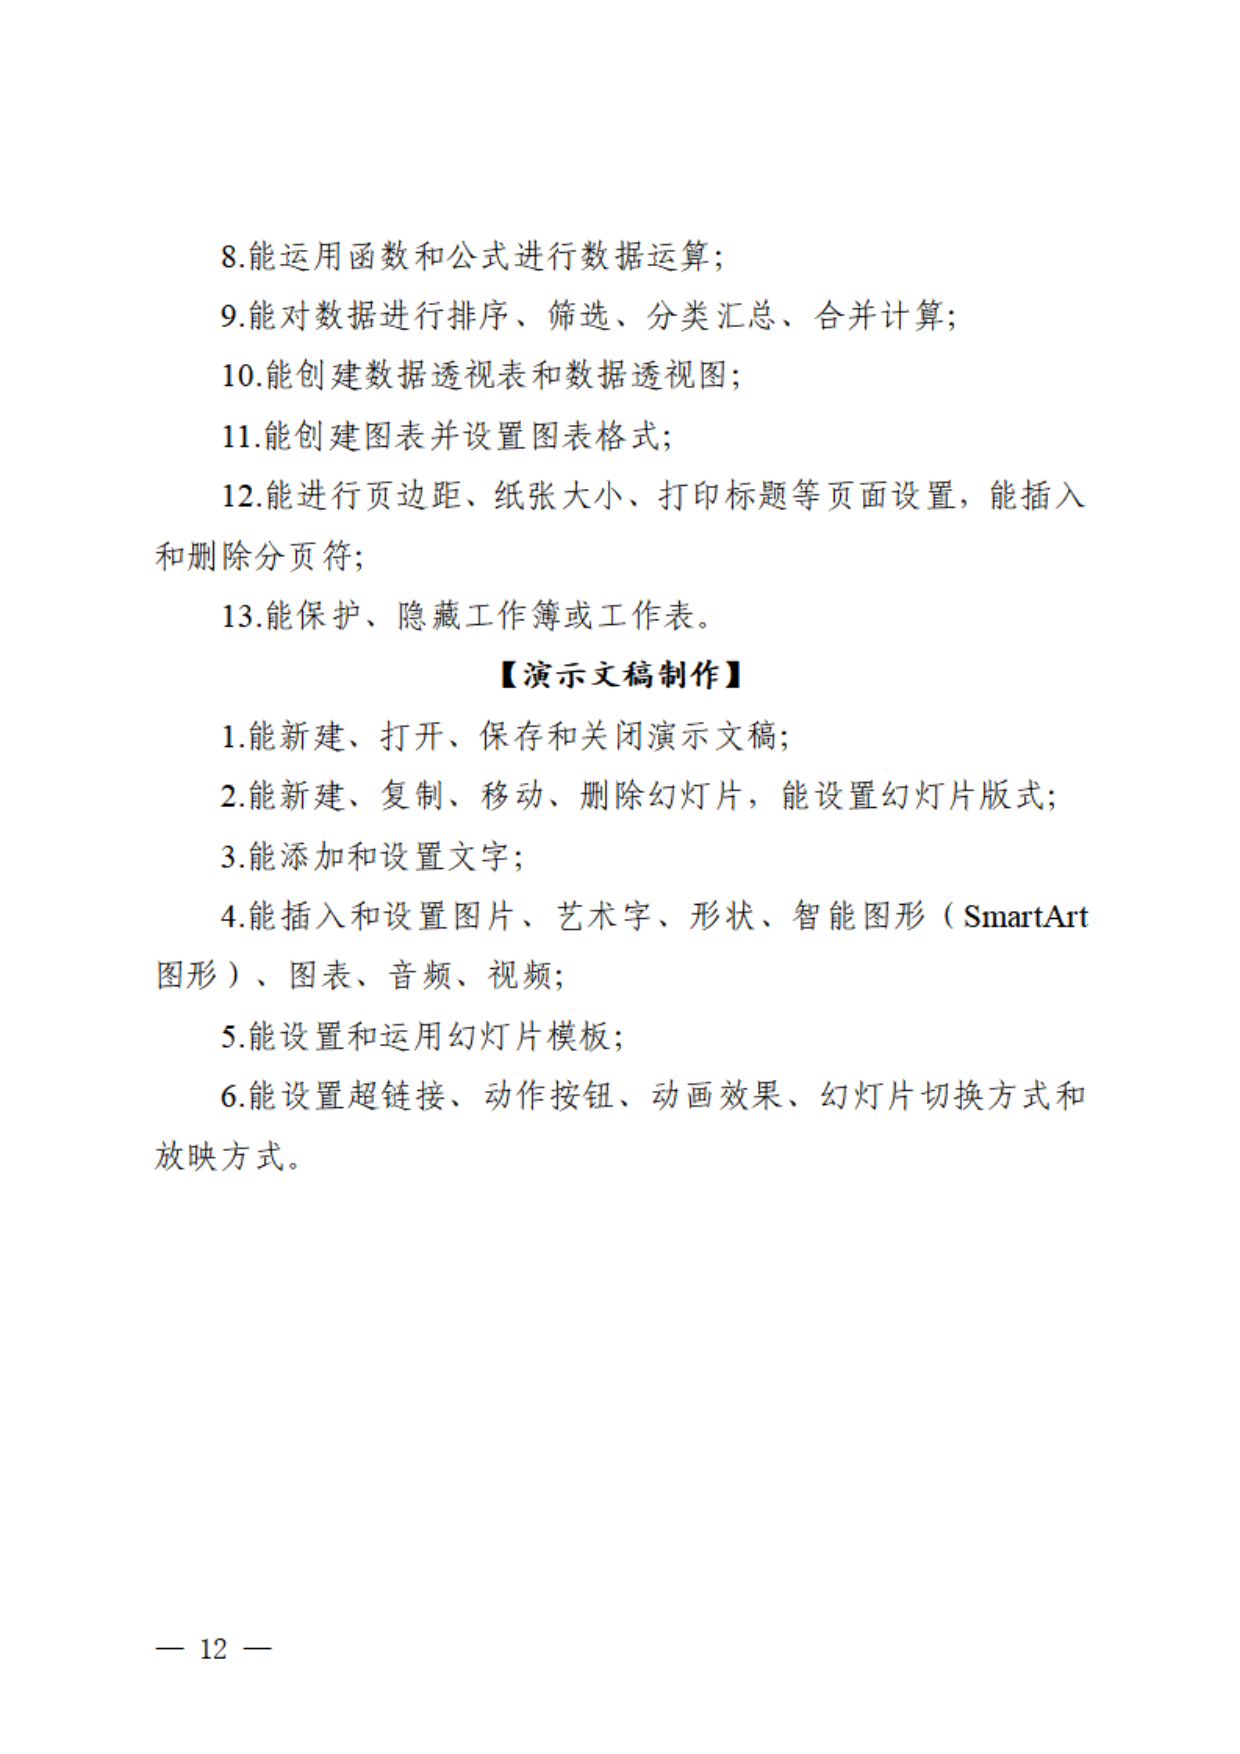 8.能运用函数和公式进行数据运算;
9.能对数据进行排序、筛选、分类汇总、合并计算;
10.能创建数据透视表和数据透视图;
11.能创建图表并设置图表格式;
12.能进行页边距、纸张大小、打印标题等页面设置，能插入
和删除分页符;
13.能保护、隐藏工作簿或工作表。
【演示文稿制作】
1.能新建、打开、保存和关闭演示文稿;
2.能新建、复制、移动、删除幻灯片，能设置幻灯片版式;
3.能添加和设置文字;
4.能插入和设置图片、艺术字、形状、智能图形（SmartArt
图形）、图表、音频、视频;
5.能设置和运用幻灯片模板;
6.能设置超链接、动作按钮、动画效果、幻灯片切换方式和
放映方式。
— 12 —